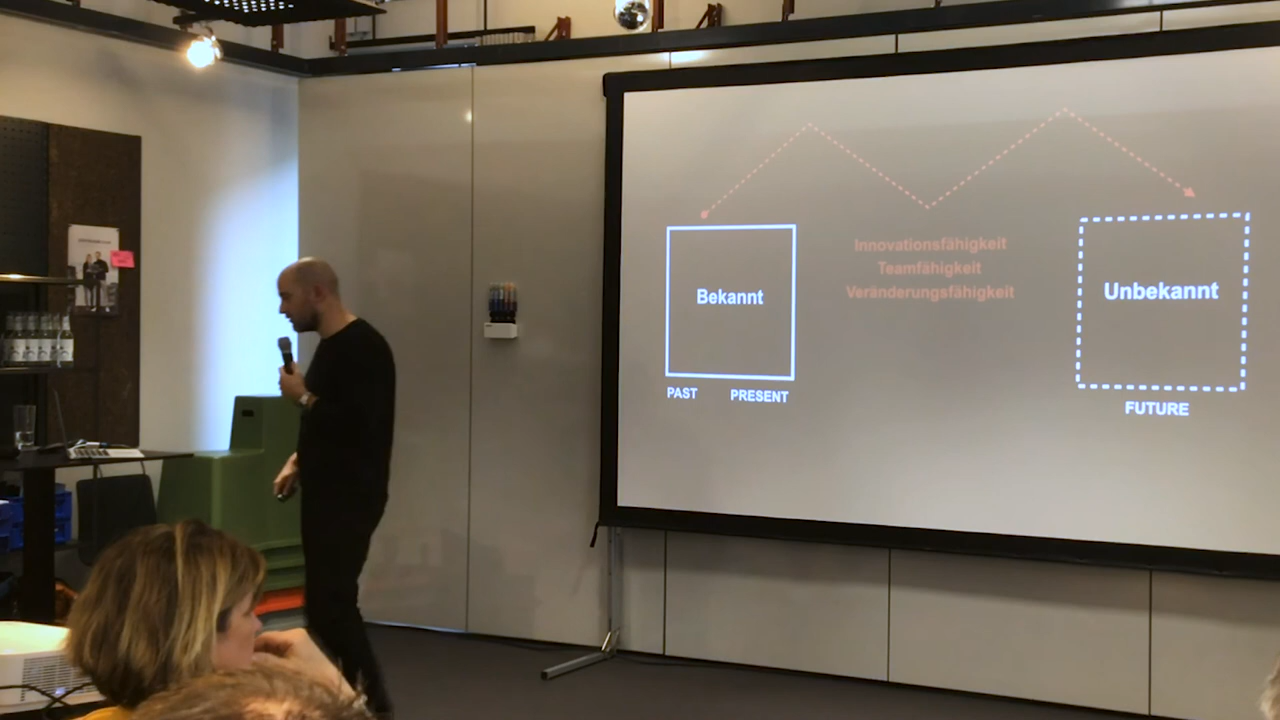 Innovationsfähigkeit
Teamfähigkeit
Veränderungsfähigkeit
Bekannt
Unbekannt
PAST PRESENT
FUTURE